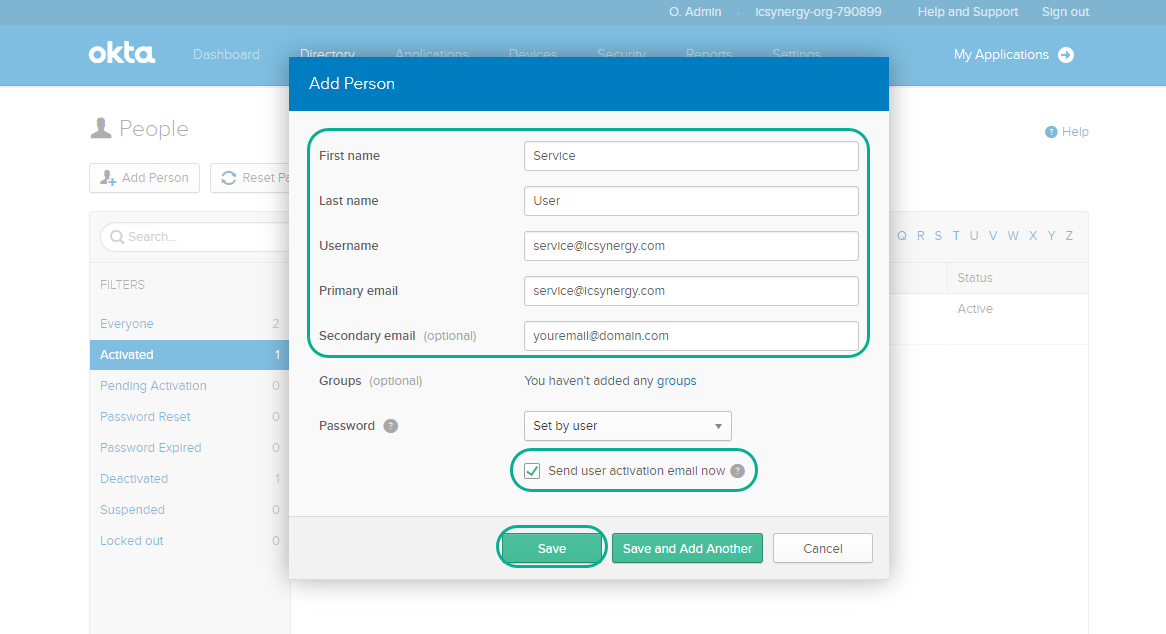 O. Admin - icsynergy-org-790899 Help and Support Sign out
okta Dashboard Directory Applications Devices Security Reports Settings My Applications
Add Person
People
Help
First name Service
Add Person Reset Pa
Last name User
Search... Q R S T U V W X Y Z
Username service@icsynergy.com
Status
FILTERS
Primary email service@icsynergy.com
Active
Everyone 2
Secondary email (optional) youremail@domain.com
Activated 1
Groups (optional) You haven't added any groups
Pending Activation 0
Password Reset 0
Password ? Set by user
Password Expired 0
Send user activation email now ?
Deactivated 1
Suspended 0
Locked out 0
Save Save and Add Another Cancel